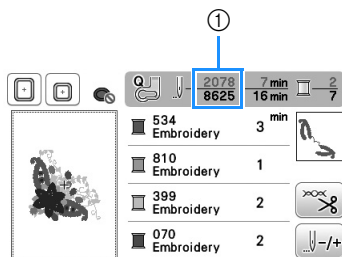 ①
Q 2078 7 min 2
8625 16 min 7
534 min
Embroidery 3
810
Embroidery 1
399
Embroidery 2
070
Embroidery 2
-/+